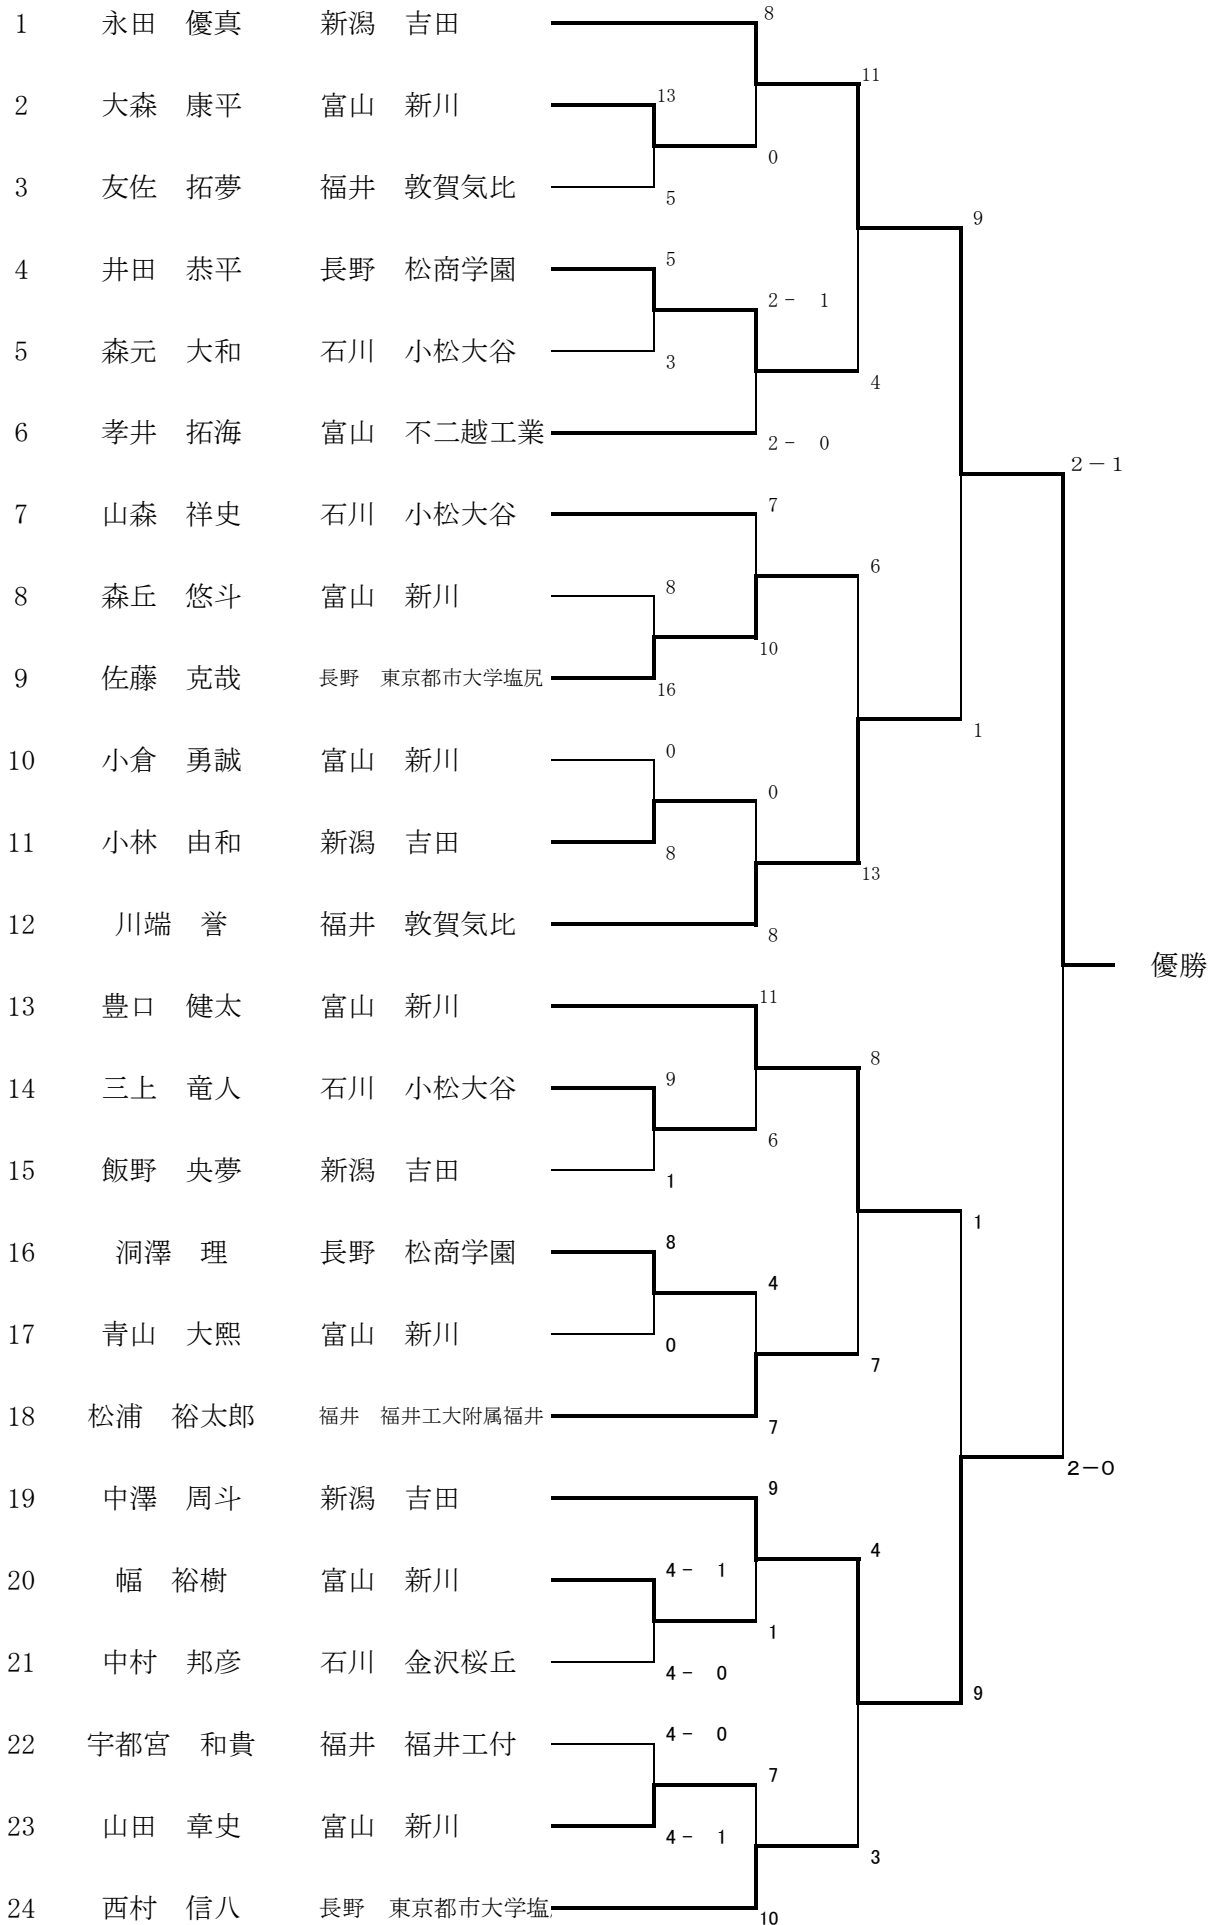 1 永田 優真 新潟 吉田 8
11
2 大森 康平 富山 新川 13
0
3 友佐 拓夢 福井 敦賀気比 5
9
4 井田 恭平 長野 松商学園 5
2- 1
5 森元 大和 石川 小松大谷 3
4
6 孝井 拓海 富山 不二越工業 2- 0
2-1
7 山森 祥史 石川 小松大谷 7
6
8 森丘 悠斗 富山 新川 8
10
9 佐藤 克哉 長野 東京都市大学塩尻 16
1
10 小倉 勇誠 富山 新川 0
0
11 小林 由和 新潟 吉田 8
13
12 川端 誉 福井 敦賀気比 8
優勝
13 豊口 健太 富山 新川 11
8
14 三上 竜人 石川 小松大谷 9
6
15 飯野 央夢 新潟 吉田 1
1
16 洞澤 理 長野 松商学園 8
4
17 青山 大熙 富山 新川 0
7
18 松浦 裕太郎 福井 福井工大附属福井 7
2-0
19 中澤 周斗 新潟 吉田 9
4
20 幅 裕樹 富山 新川 4- 1
1
21 中村 邦彦 石川 金沢桜丘 4- 0
9
22 宇都宮 和貴 福井 福井工付 4- 0
7
23 山田 章史 富山 新川 4- 1
3
24 西村 信八 長野 東京都市大学塩 10